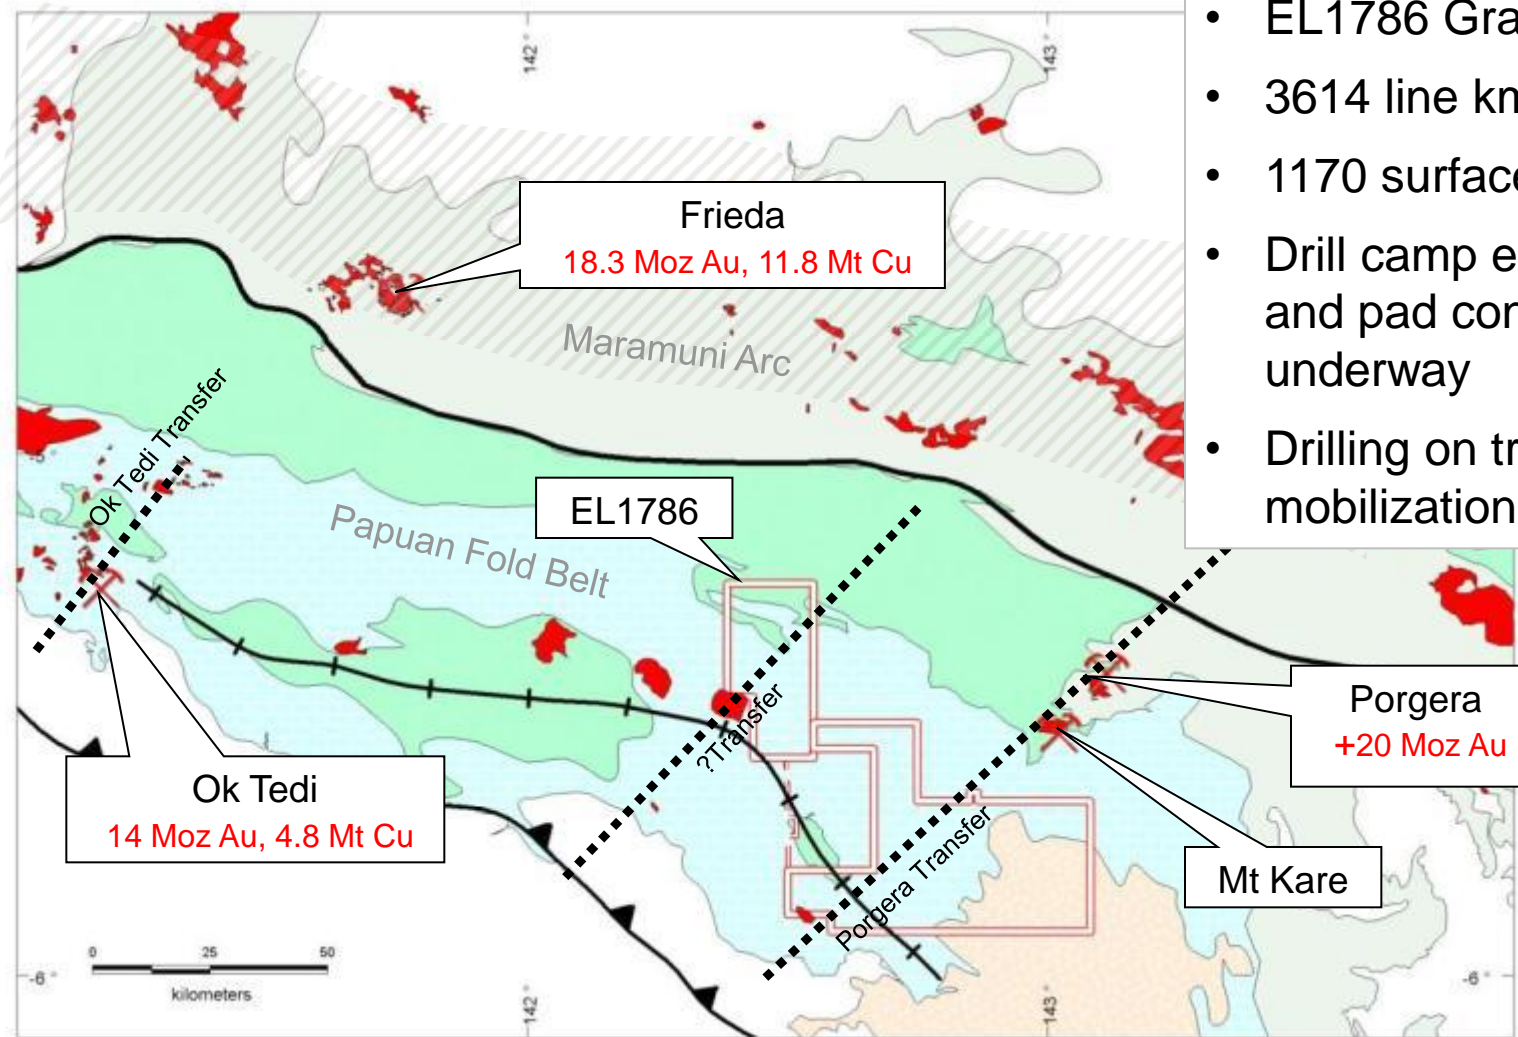 142°
143°
• EL1786 Gra
• 3614 line km
• 1170 surface
• Drill camp e
and pad con
underway
• Drilling on tr
mobilization
Frieda
18.3 Moz Au, 11.8 Mt Cu
Maramuni Arc
Ok Tedi Transfer
EL1786
Papuan Fold Belt
?Transfer
Porgera
+20 Moz Au
Ok Tedi
14 Moz Au, 4.8 Mt Cu
Mt Kare
Porgera Transfer
0 25 50
kilometers
-6°
-6°
142°
143°